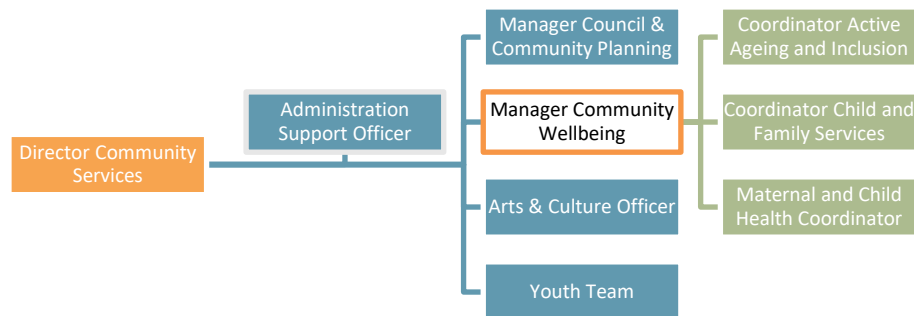 Manager Council &
Community Planning
Coordinator Active
Ageing and Inclusion
Administration
Support Officer
Manager Community
Wellbeing
Coordinator Child and
Family Services
Director Community
Services
Arts & Culture Officer
Maternal and Child
Health Coordinator
Youth Team